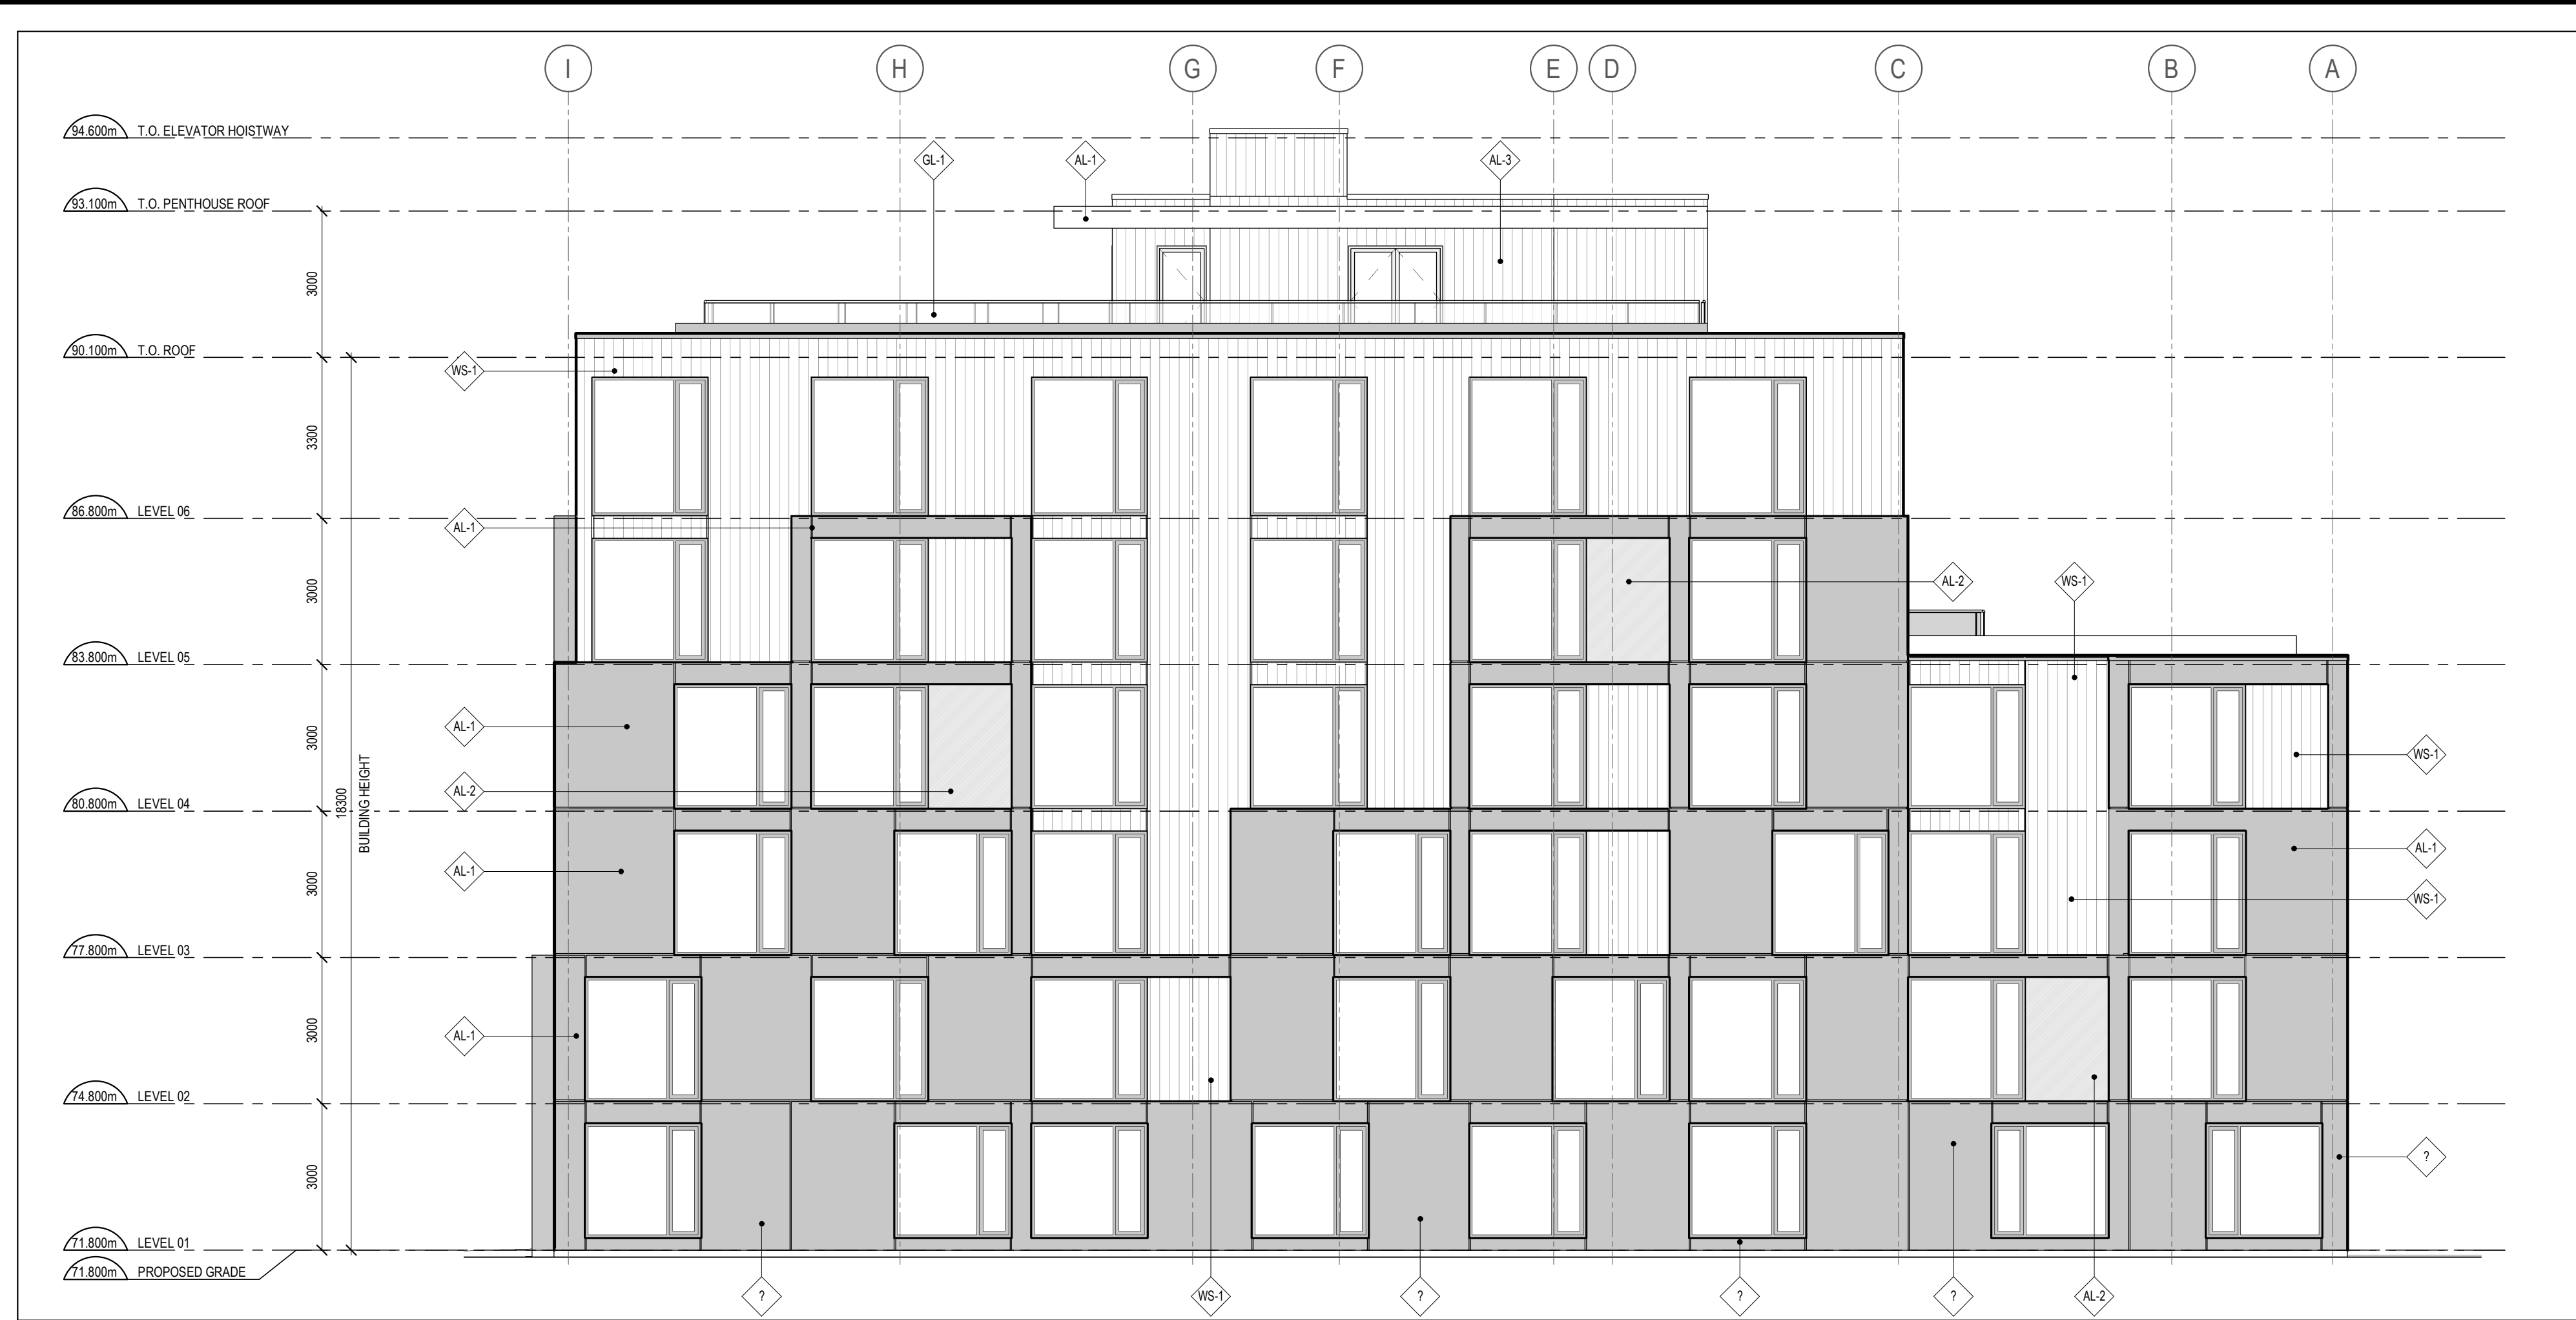 I H G F E D C B A
94.600m T.O. ELEVATOR HOISTWAY
GL-1 AL-1 AL-3
93.100m T.O. PENTHOUSE ROOF
3000
90.100m T.O. ROOF
WS-1
3300
86.800m LEVEL 06
AL-1
3000
AL-2 WS-1
83.800m LEVEL 05
AL-1
3000
WS-1
AL-2
80.800m LEVEL 04
18300
BUILDING HEIGHT
AL-1
AL-1
3000
WS-1
77.800m LEVEL 03
3000
AL-1
74.800m LEVEL 02
3000
?
71.800m LEVEL 01
71.800m PROPOSED GRADE
? WS-1 ? ? ? AL-2